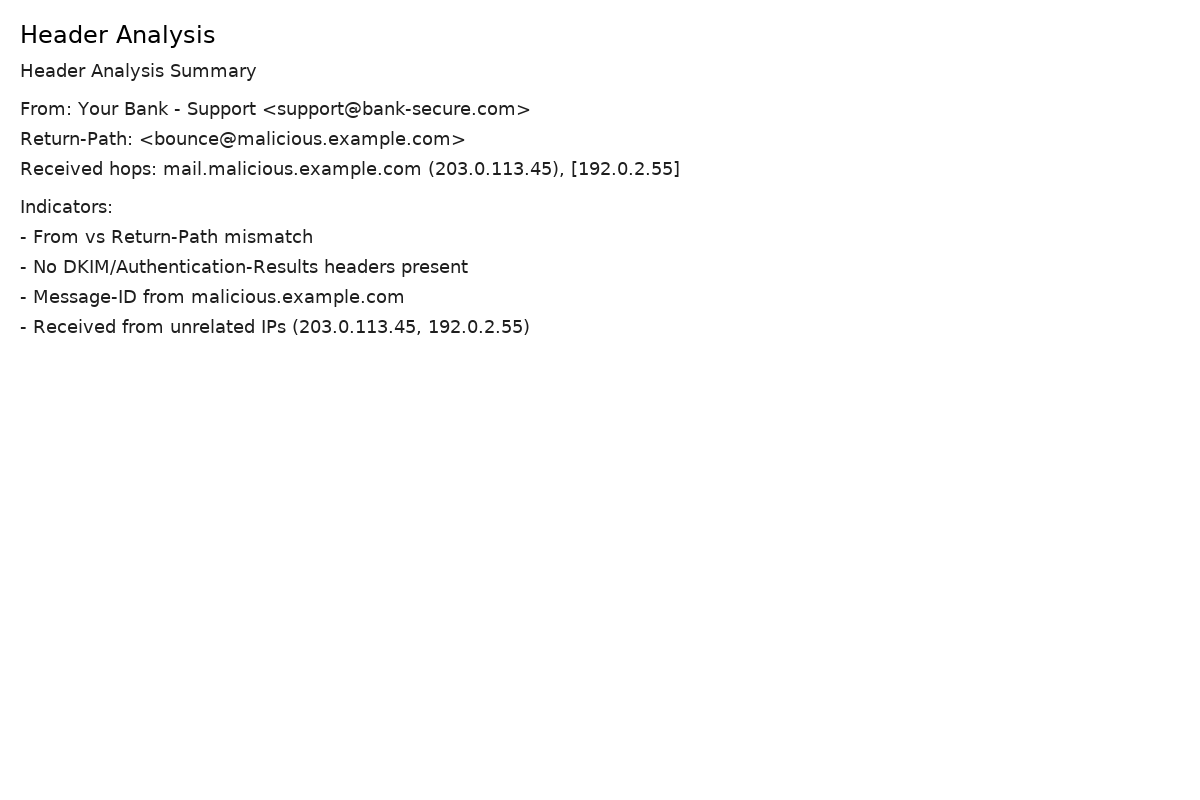 Header Analysis
Header Analysis Summary
From: Your Bank - Support <support@bank-secure.com>
Return-Path: <bounce@malicious.example.com>
Received hops: mail.malicious.example.com (203.0.113.45), [192.0.2.55]
Indicators:
- From vs Return-Path mismatch
- No DKIM/Authentication-Results headers present
- Message-ID from malicious.example.com
- Received from unrelated IPs (203.0.113.45, 192.0.2.55)